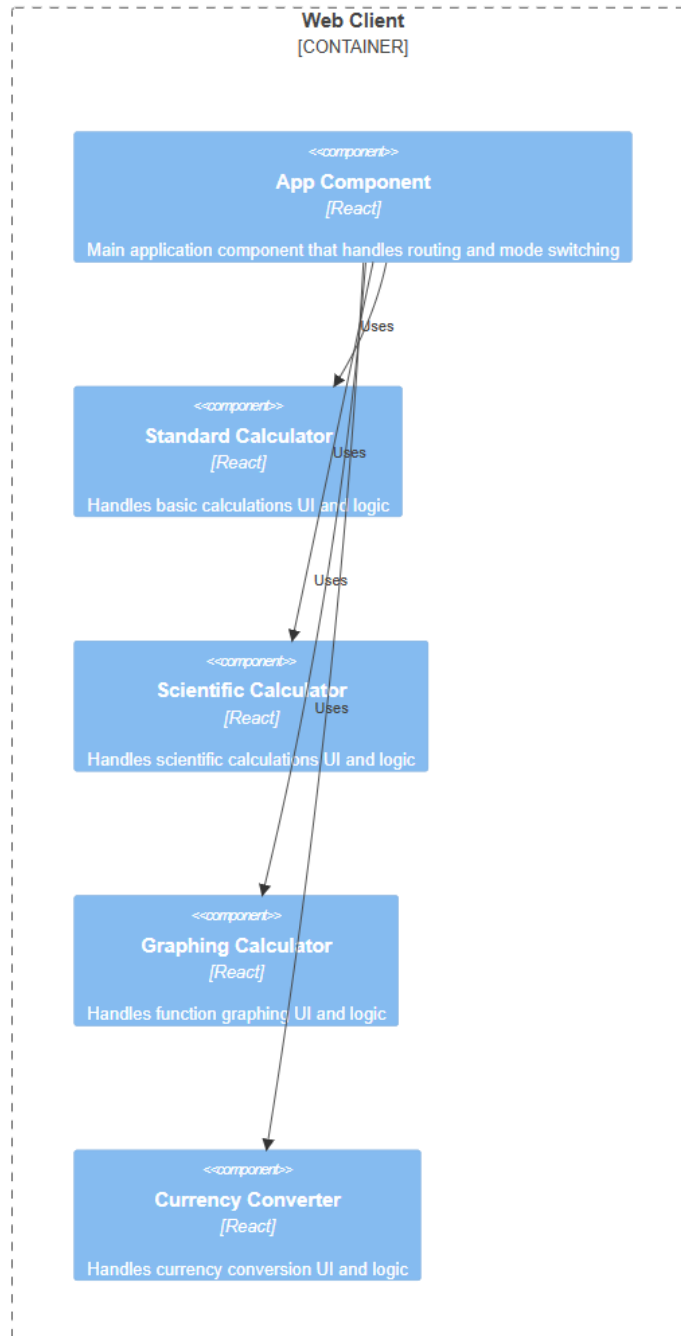 Web Client
[CONTAINER]
<<component>>
App Component
[React]
Main application component that handles routing and mode switching
Uses
<<component>>
Standard Calculator
[React]
Uses
Handles basic calculations UI and logic
Uses
<<component>>
Scientific Calculator
[React]
Uses
Handles scientific calculations UI and logic
<<component>>
Graphing Calculator
[React]
Handles function graphing UI and logic
<<component>>
Currency Converter
[React]
Handles currency conversion UI and logic